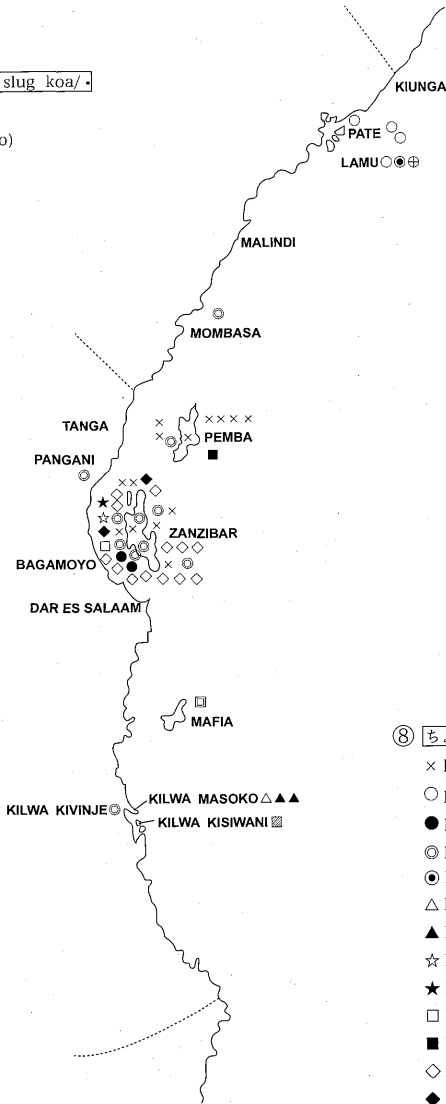 slug koa/
o)
KIUNGA
PATE
LAMU
MALINDI
MOMBASA
TANGA
PEMBA
PANGANI
ZANZIBAR
BAGAMOYO
DAR ES SALAAM
MAFIA
⑧
KILWA MASOKO
KILWA KIVINJE
KILWA KISIWANI